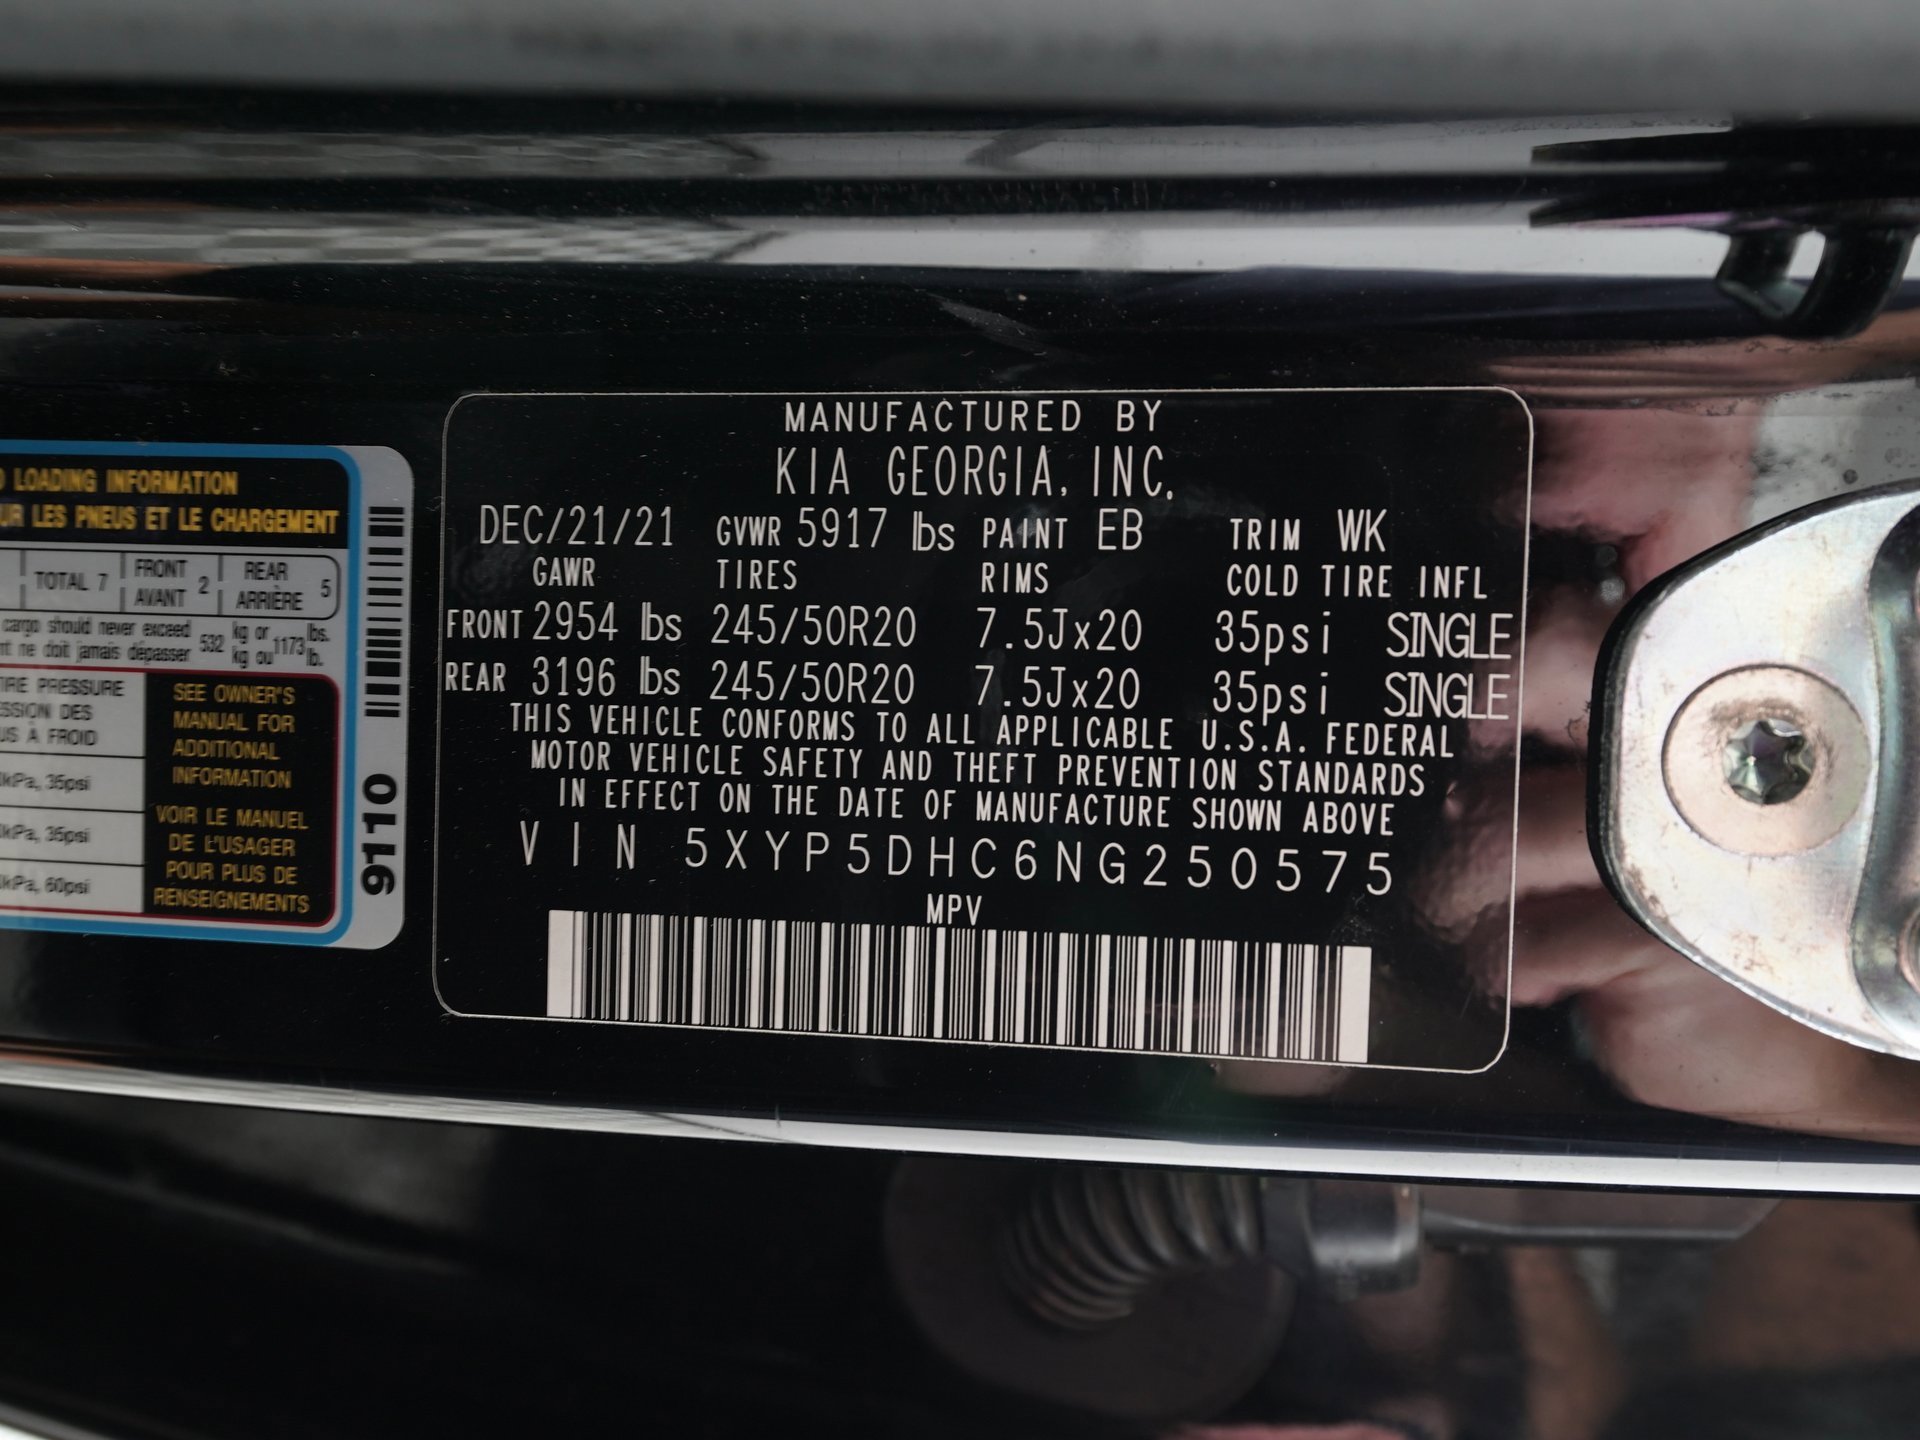 MANUFACTURED BY
KIA GEORGIA, INC.
DEC/21/21 GVWR 5917 lbs PAINT EB TRIM WK
GAWR TIRES RIMS COLD TIRE INFL
FRONT 2954 lbs 245/50R20 7.5Jx20 35psi SINGLE
REAR 3196 lbs 245/50R20 7.5Jx20 35psi SINGLE
THIS VEHICLE CONFORMS TO ALL APPLICABLE U.S.A. FEDERAL
MOTOR VEHICLE SAFETY AND THEFT PREVENTION STANDARDS
IN EFFECT ON THE DATE OF MANUFACTURE SHOWN ABOVE
VIN 5XYP5DHC6NG250575
MPV
LOADING INFORMATION
LES PNEUS ET LE CHARGEMENT
TOTAL 7 FRONT 2 REAR 5
AVANT ARRIÈRE
cargo should never exceed 532 kg or 1173 lbs.
ne doit jamais dépasser kg ou lb.
PRESSURE
DES
À FROID
kPa, 35psi
kPa, 35psi
kPa, 60psi
SEE OWNER'S
MANUAL FOR
ADDITIONAL
INFORMATION
VOIR LE MANUEL
DE L'USAGER
POUR PLUS DE
RENSEIGNEMENTS
9110